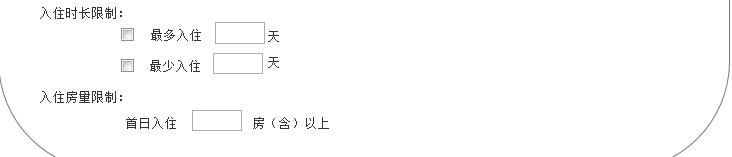 入住时长限制：
最多入住 天
最少入住 天
入住房量限制：
首日入住 房（含）以上